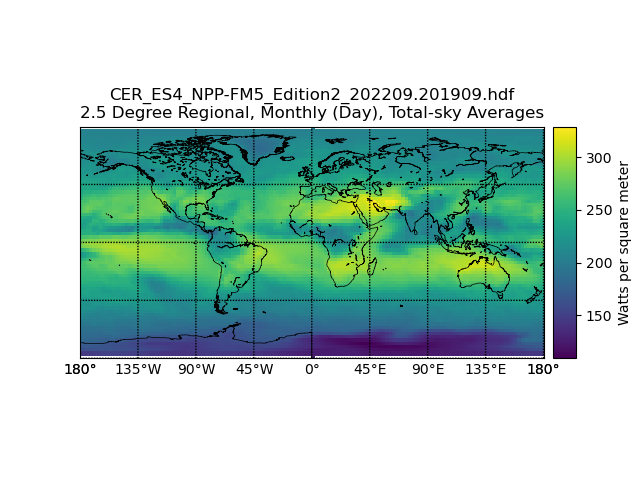 CER_ES4_NPP-FM5_Edition2_202209.201909.hdf
2.5 Degree Regional, Monthly (Day), Total-sky Averages
300
250
200
150
Watts per square meter
180° 135°W 90°W 45°W 0° 45°E 90°E 135°E 180°